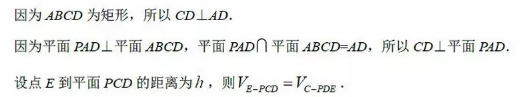 因为 ABCD 为矩形，所以 CD⊥AD．
因为平面 PAD⊥平面 ABCD，平面 PAD∩平面 ABCD=AD，所以 CD⊥平面 PAD．
设点 E 到平面 PCD 的距离为 h，则 V_{E-PCD} = V_{C-PDE}．